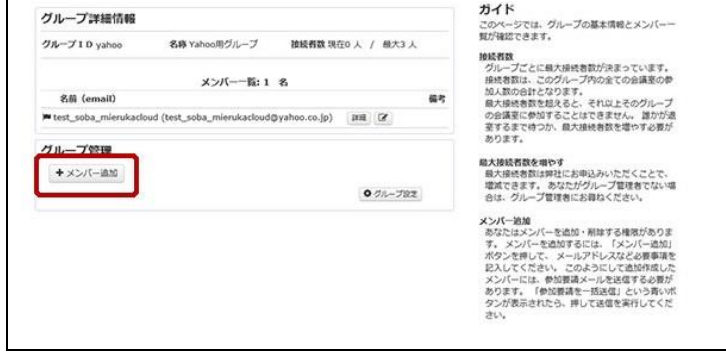 グループ詳細情報
グループID yahoo 名称 Yahoo用グループ 接続者数 現在0 人 / 最大3 人
メンバー一覧: 1 名
名前 (email) 備考
test_soba_mierukacloud (test_soba_mierukacloud@yahoo.co.jp) 詳細
グループ管理
+ メンバー追加
グループ設定
ガイド
このページでは、グループの基本情報とメンバー一
覧が確認できます。
接続者数
グループごとに最大接続者数が決まっています。
接続者数は、このグループ内の全ての会議室の参
加人数の合計となります。
最大接続者数を超えると、それ以上そのグループ
の会議室に参加することはできません。 誰かが退
室するまで待つか、最大接続者数を増やす必要が
あります。
最大接続者数を増やす
最大接続者数は弊社にお申込みいただくことで、
増減できます。 あなたがグループ管理者でない場
合は、グループ管理者にお尋ねください。
メンバー追加
あなたはメンバーを追加・削除する権限がありま
す。 メンバーを追加するには、「メンバー追加」
ボタンを押して、 メールアドレスなど必要事項を
記入してください。 このようにして追加作成した
メンバーには、参加要請メールを送信する必要が
あります。 「参加要請を一括送信」という青いボ
タンが表示されたら、押して送信を実行してくだ
さい。